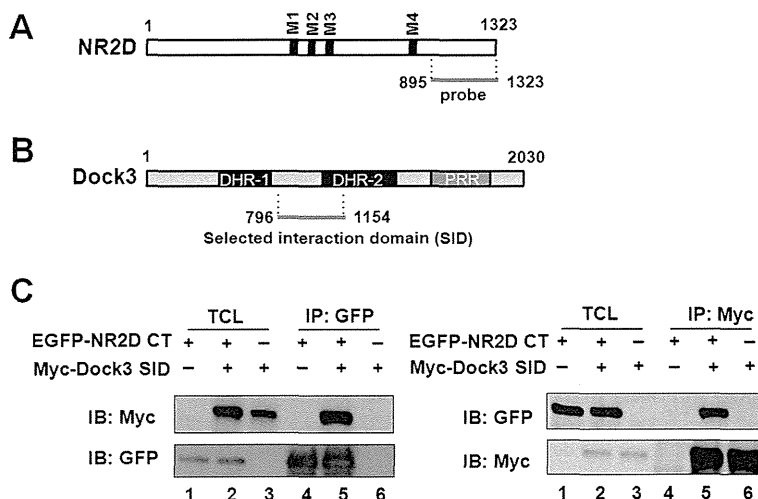 A
1
M1
M2
M3
M4
1323
NR2D
895
1323
probe
B
1
2030
Dock3
DHR-1
DHR-2
PRR
796
1154
Selected interaction domain (SID)
C
TCL
IP: GFP
EGFP-NR2D CT + + − + + −
Myc-Dock3 SID − + + − + +
IB: Myc
IB: GFP
1 2 3 4 5 6
TCL
IP: Myc
EGFP-NR2D CT + + − + + −
Myc-Dock3 SID − + + − + +
IB: GFP
IB: Myc
1 2 3 4 5 6